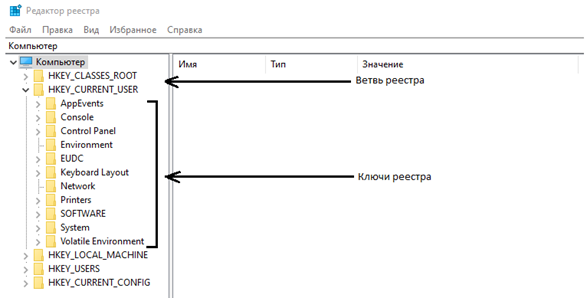 Редактор реестра
Файл Правка Вид Избранное Справка
Компьютер
Компьютер
Имя Тип Значение
HKEY_CLASSES_ROOT
Ветвь реестра
HKEY_CURRENT_USER
AppEvents
Console
Control Panel
Environment
EUDC
Keyboard Layout
Ключи реестра
Network
Printers
SOFTWARE
System
Volatile Environment
HKEY_LOCAL_MACHINE
HKEY_USERS
HKEY_CURRENT_CONFIG